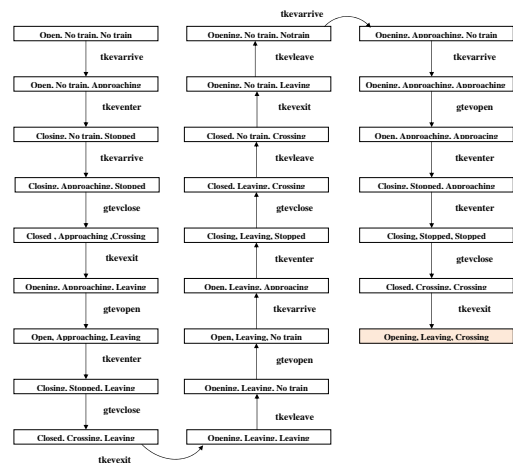 Open, No train, No train
tkevarrive
Open, No train, Approaching
tkeventer
Closing, No train, Stopped
tkevarrive
Closing, Approaching, Stopped
gtevclose
Closed , Approaching ,Crossing
tkevexit
Opening, Approaching, Leaving
gtevopen
Open, Approaching, Leaving
tkeventer
Closing, Stopped, Leaving
gtevclose
Closed, Crossing, Leaving
tkevexit
Opening, Leaving, Leaving
tkevleave
Opening, Leaving, No train
gtevopen
Open, Leaving, No train
tkevarrive
Open, Leaving, Approacing
tkeventer
Closing, Leaving, Stopped
gtevclose
Closed, Leaving, Crossing
tkevleave
Closed, No train, Crossing
tkevexit
Opening, No train, Leaving
tkevleave
Opening, No train, Notrain
tkevarrive
Opening, Approaching, No train
tkevarrive
Opening, Approaching, Approaching
gtevopen
Open, Approaching, Approacing
tkeventer
Closing, Stopped, Approaching
tkeventer
Closing, Stopped, Stopped
gtevclose
Closed, Crossing, Crossing
tkevexit
Opening, Leaving, Crossing